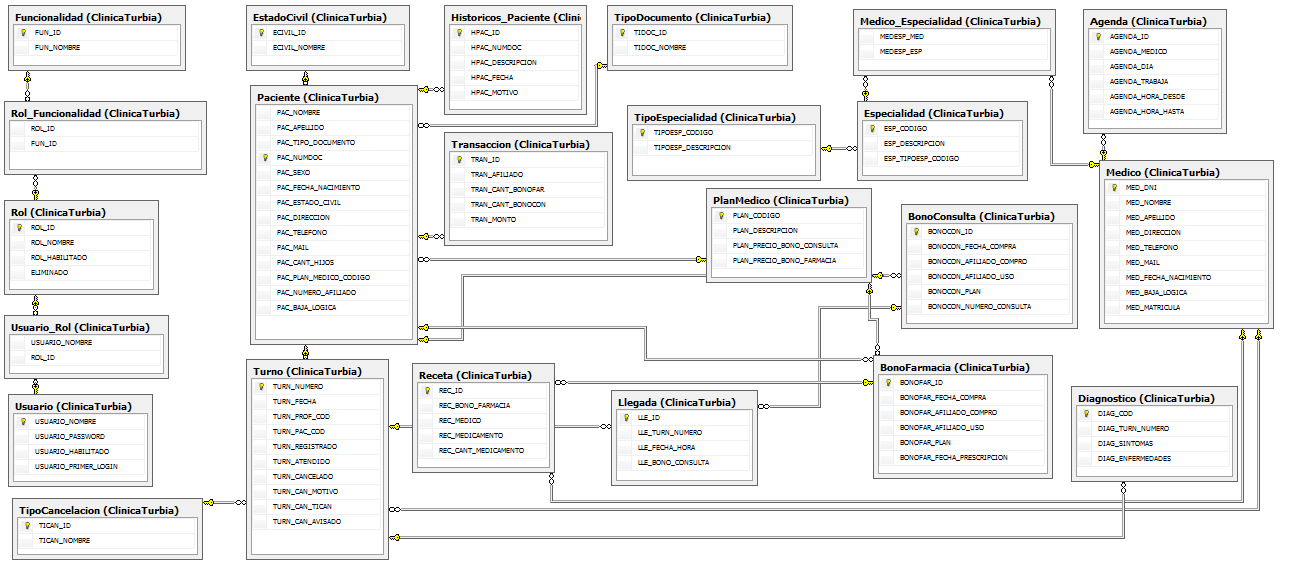 Funcionalidad (ClinicaTurbia)
FUN_ID
FUN_NOMBRE
EstadoCivil (ClinicaTurbia)
ECIVIL_ID
ECIVIL_NOMBRE
Historicos_Paciente (Clini
HPAC_ID
HPAC_NUMDOC
HPAC_DESCRIPCION
HPAC_FECHA
HPAC_MOTIVO
TipoDocumento (ClinicaTurbia)
TIDOC_ID
TIDOC_NOMBRE
Medico_Especialidad (ClinicaTurbia)
MEDESP_MED
MEDESP_ESP
Agenda (ClinicaTurbia)
AGENDA_ID
AGENDA_MEDICO
AGENDA_DIA
AGENDA_TRABAJA
AGENDA_HORA_DESDE
AGENDA_HORA_HASTA
Rol_Funcionalidad (ClinicaTurbia)
ROL_ID
FUN_ID
Paciente (ClinicaTurbia)
PAC_NOMBRE
PAC_APELLIDO
PAC_TIPO_DOCUMENTO
PAC_NUMDOC
PAC_SEXO
PAC_FECHA_NACIMIENTO
PAC_ESTADO_CIVIL
PAC_DIRECCION
PAC_TELEFONO
PAC_MAIL
PAC_CANT_HIJOS
PAC_PLAN_MEDICO_CODIGO
PAC_NUMERO_AFILIADO
PAC_BAJA_LOGICA
Transaccion (ClinicaTurbia)
TRAN_ID
TRAN_AFILIADO
TRAN_CANT_BONOFAR
TRAN_CANT_BONOCON
TRAN_MONTO
TipoEspecialidad (ClinicaTurbia)
TIPOESP_CODIGO
TIPOESP_DESCRIPCION
Especialidad (ClinicaTurbia)
ESP_CODIGO
ESP_DESCRIPCION
ESP_TIPOESP_CODIGO
Medico (ClinicaTurbia)
MED_DNI
MED_NOMBRE
MED_APELLIDO
MED_DIRECCION
MED_TELEFONO
MED_MAIL
MED_FECHA_NACIMIENTO
MED_BAJA_LOGICA
MED_MATRICULA
Rol (ClinicaTurbia)
ROL_ID
ROL_NOMBRE
ROL_HABILITADO
ELIMINADO
PlanMedico (ClinicaTurbia)
PLAN_CODIGO
PLAN_DESCRIPCION
PLAN_PRECIO_BONO_CONSULTA
PLAN_PRECIO_BONO_FARMACIA
BonoConsulta (ClinicaTurbia)
BONOCON_ID
BONOCON_FECHA_COMPRA
BONOCON_AFILIADO_COMPRO
BONOCON_AFILIADO_USO
BONOCON_PLAN
BONOCON_NUMERO_CONSULTA
Usuario_Rol (ClinicaTurbia)
USUARIO_NOMBRE
ROL_ID
Usuario (ClinicaTurbia)
USUARIO_NOMBRE
USUARIO_PASSWORD
USUARIO_HABILITADO
USUARIO_PRIMER_LOGIN
Turno (ClinicaTurbia)
TURN_NUMERO
TURN_FECHA
TURN_PROF_COD
TURN_PAC_COD
TURN_REGISTRADO
TURN_ATENDIDO
TURN_CANCELADO
TURN_CAN_MOTIVO
TURN_CAN_TICAN
TURN_CAN_AVISADO
Receta (ClinicaTurbia)
REC_ID
REC_BONO_FARMACIA
REC_MEDICO
REC_MEDICAMENTO
REC_CANT_MEDICAMENTO
Llegada (ClinicaTurbia)
LLE_ID
LLE_TURN_NUMERO
LLE_FECHA_HORA
LLE_BONO_CONSULTA
BonoFarmacia (ClinicaTurbia)
BONOFAR_ID
BONOFAR_FECHA_COMPRA
BONOFAR_AFILIADO_COMPRO
BONOFAR_AFILIADO_USO
BONOFAR_PLAN
BONOFAR_FECHA_PRESCRIPCION
Diagnostico (ClinicaTurbia)
DIAG_COD
DIAG_TURN_NUMERO
DIAG_SINTOMAS
DIAG_ENFERMEDADES
TipoCancelacion (ClinicaTurbia)
TICAN_ID
TICAN_NOMBRE